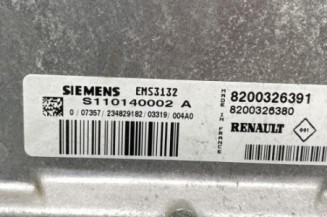 SIEMENS EMS3132
S110140002 A
0 / 07357 / 234829182 / 03319 / 004A0
MADE IN FRANCE
8200326391
8200326380
RENAULT